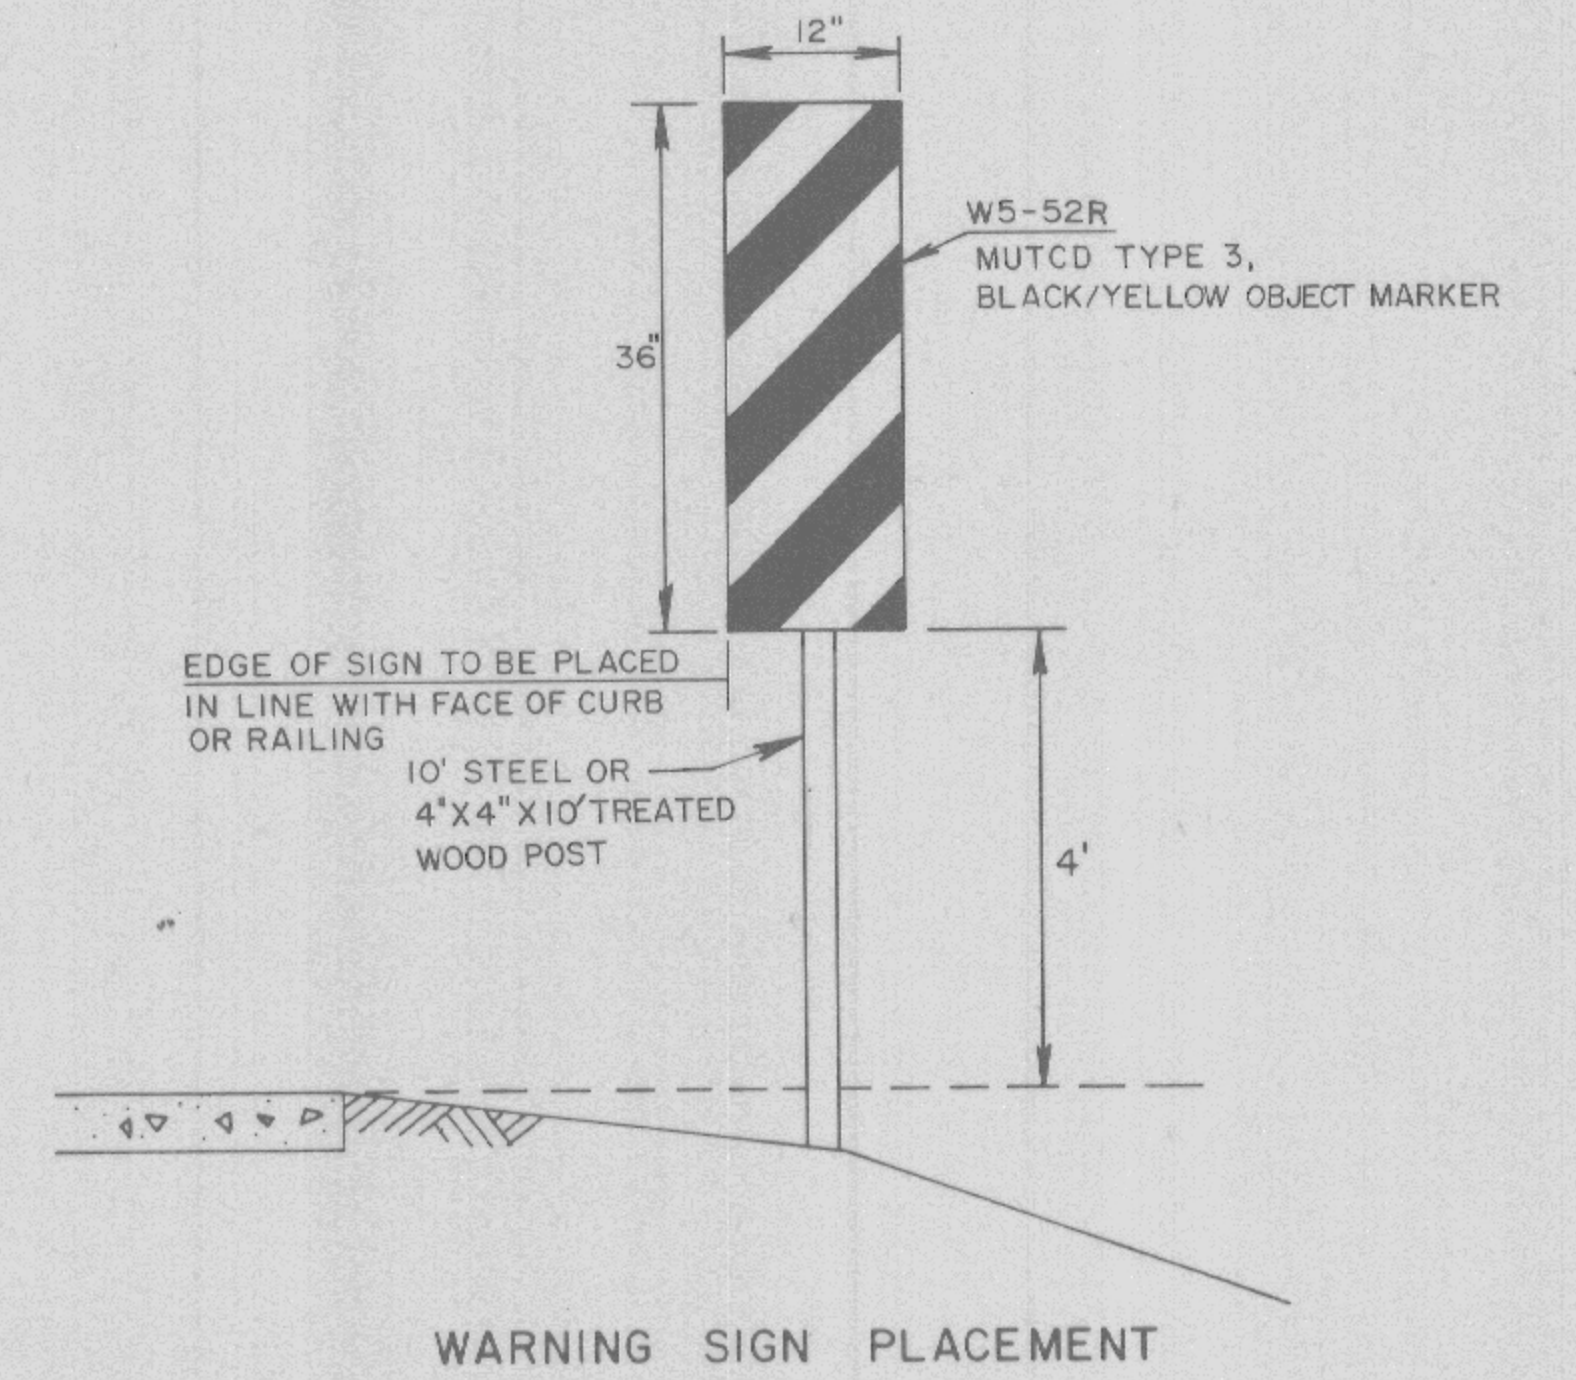 12"
W5-52R
MUTCD TYPE 3,
BLACK/YELLOW OBJECT MARKER
36"
EDGE OF SIGN TO BE PLACED
IN LINE WITH FACE OF CURB
OR RAILING
10' STEEL OR
4"X4"X10' TREATED
WOOD POST
4'
WARNING SIGN PLACEMENT